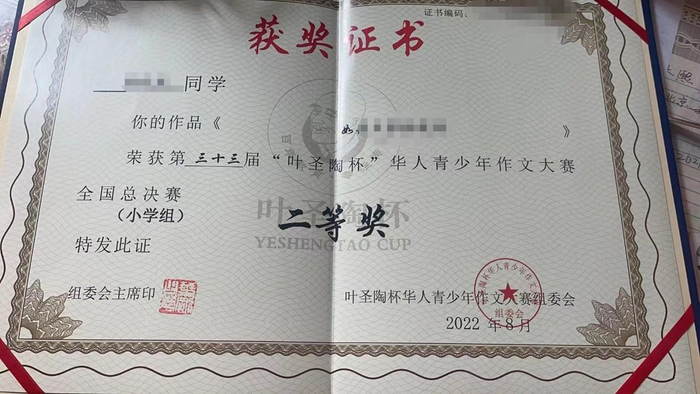 证书编码:
获奖证书
同学
你的作品《 》
荣获第三十三届“叶圣陶杯”华人青少年作文大赛
全国总决赛
(小学组)
二等奖
叶圣陶杯
YESHENGTAO CUP
特发此证
组委会主席印
叶圣陶杯华人青少年作文大赛组委会
2022 年 8 月
组委会